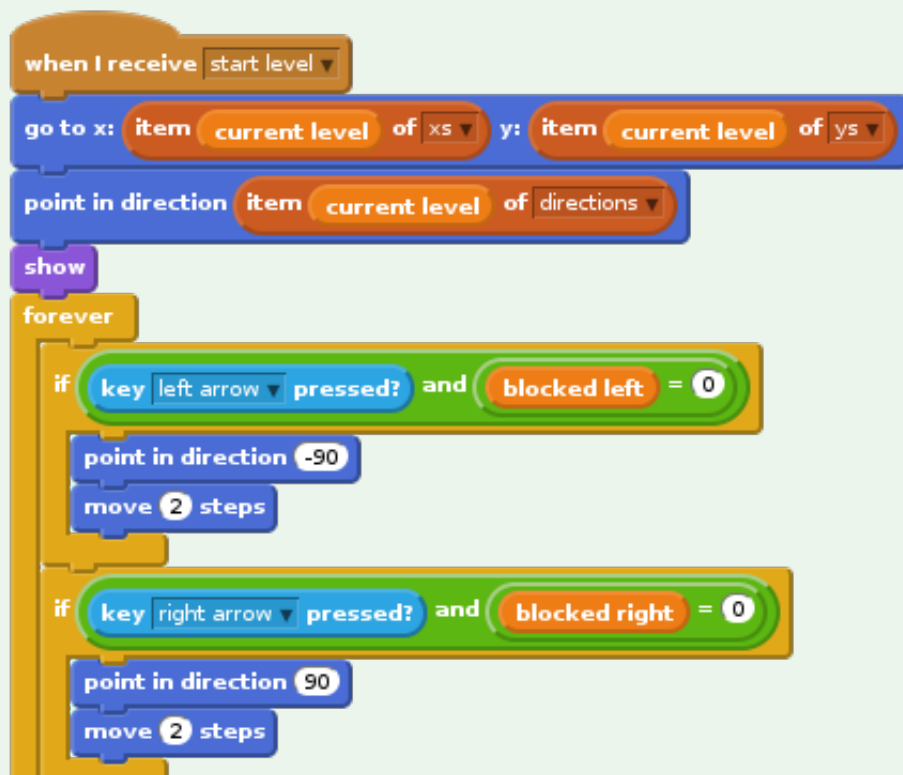 when I receive start level
go to x: item current level of xs y: item current level of ys
point in direction item current level of directions
show
forever
if key left arrow pressed? and blocked left = 0
point in direction -90
move 2 steps
if key right arrow pressed? and blocked right = 0
point in direction 90
move 2 steps